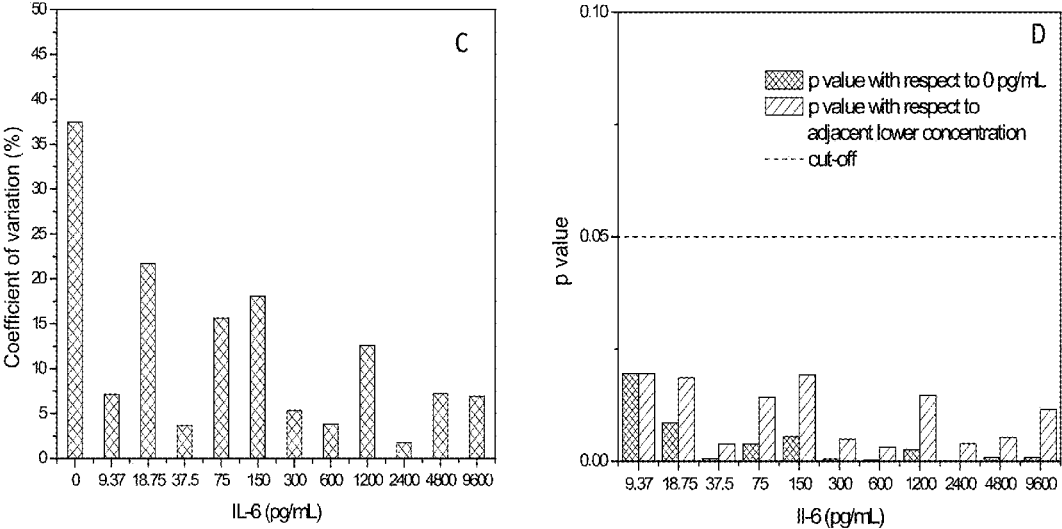 C
50
45
40
35
30
25
20
15
10
5
0
Coefficient of variation (%)
0 9.37 18.75 37.5 75 150 300 600 1200 2400 4800 9600
IL-6 (pg/mL)
D
0.10
0.05
0.00
p value
p value with respect to 0 pg/mL
p value with respect to
adjacent lower concentration
cut-off
9.37 18.75 37.5 75 150 300 600 1200 2400 4800 9600
Il-6 (pg/mL)